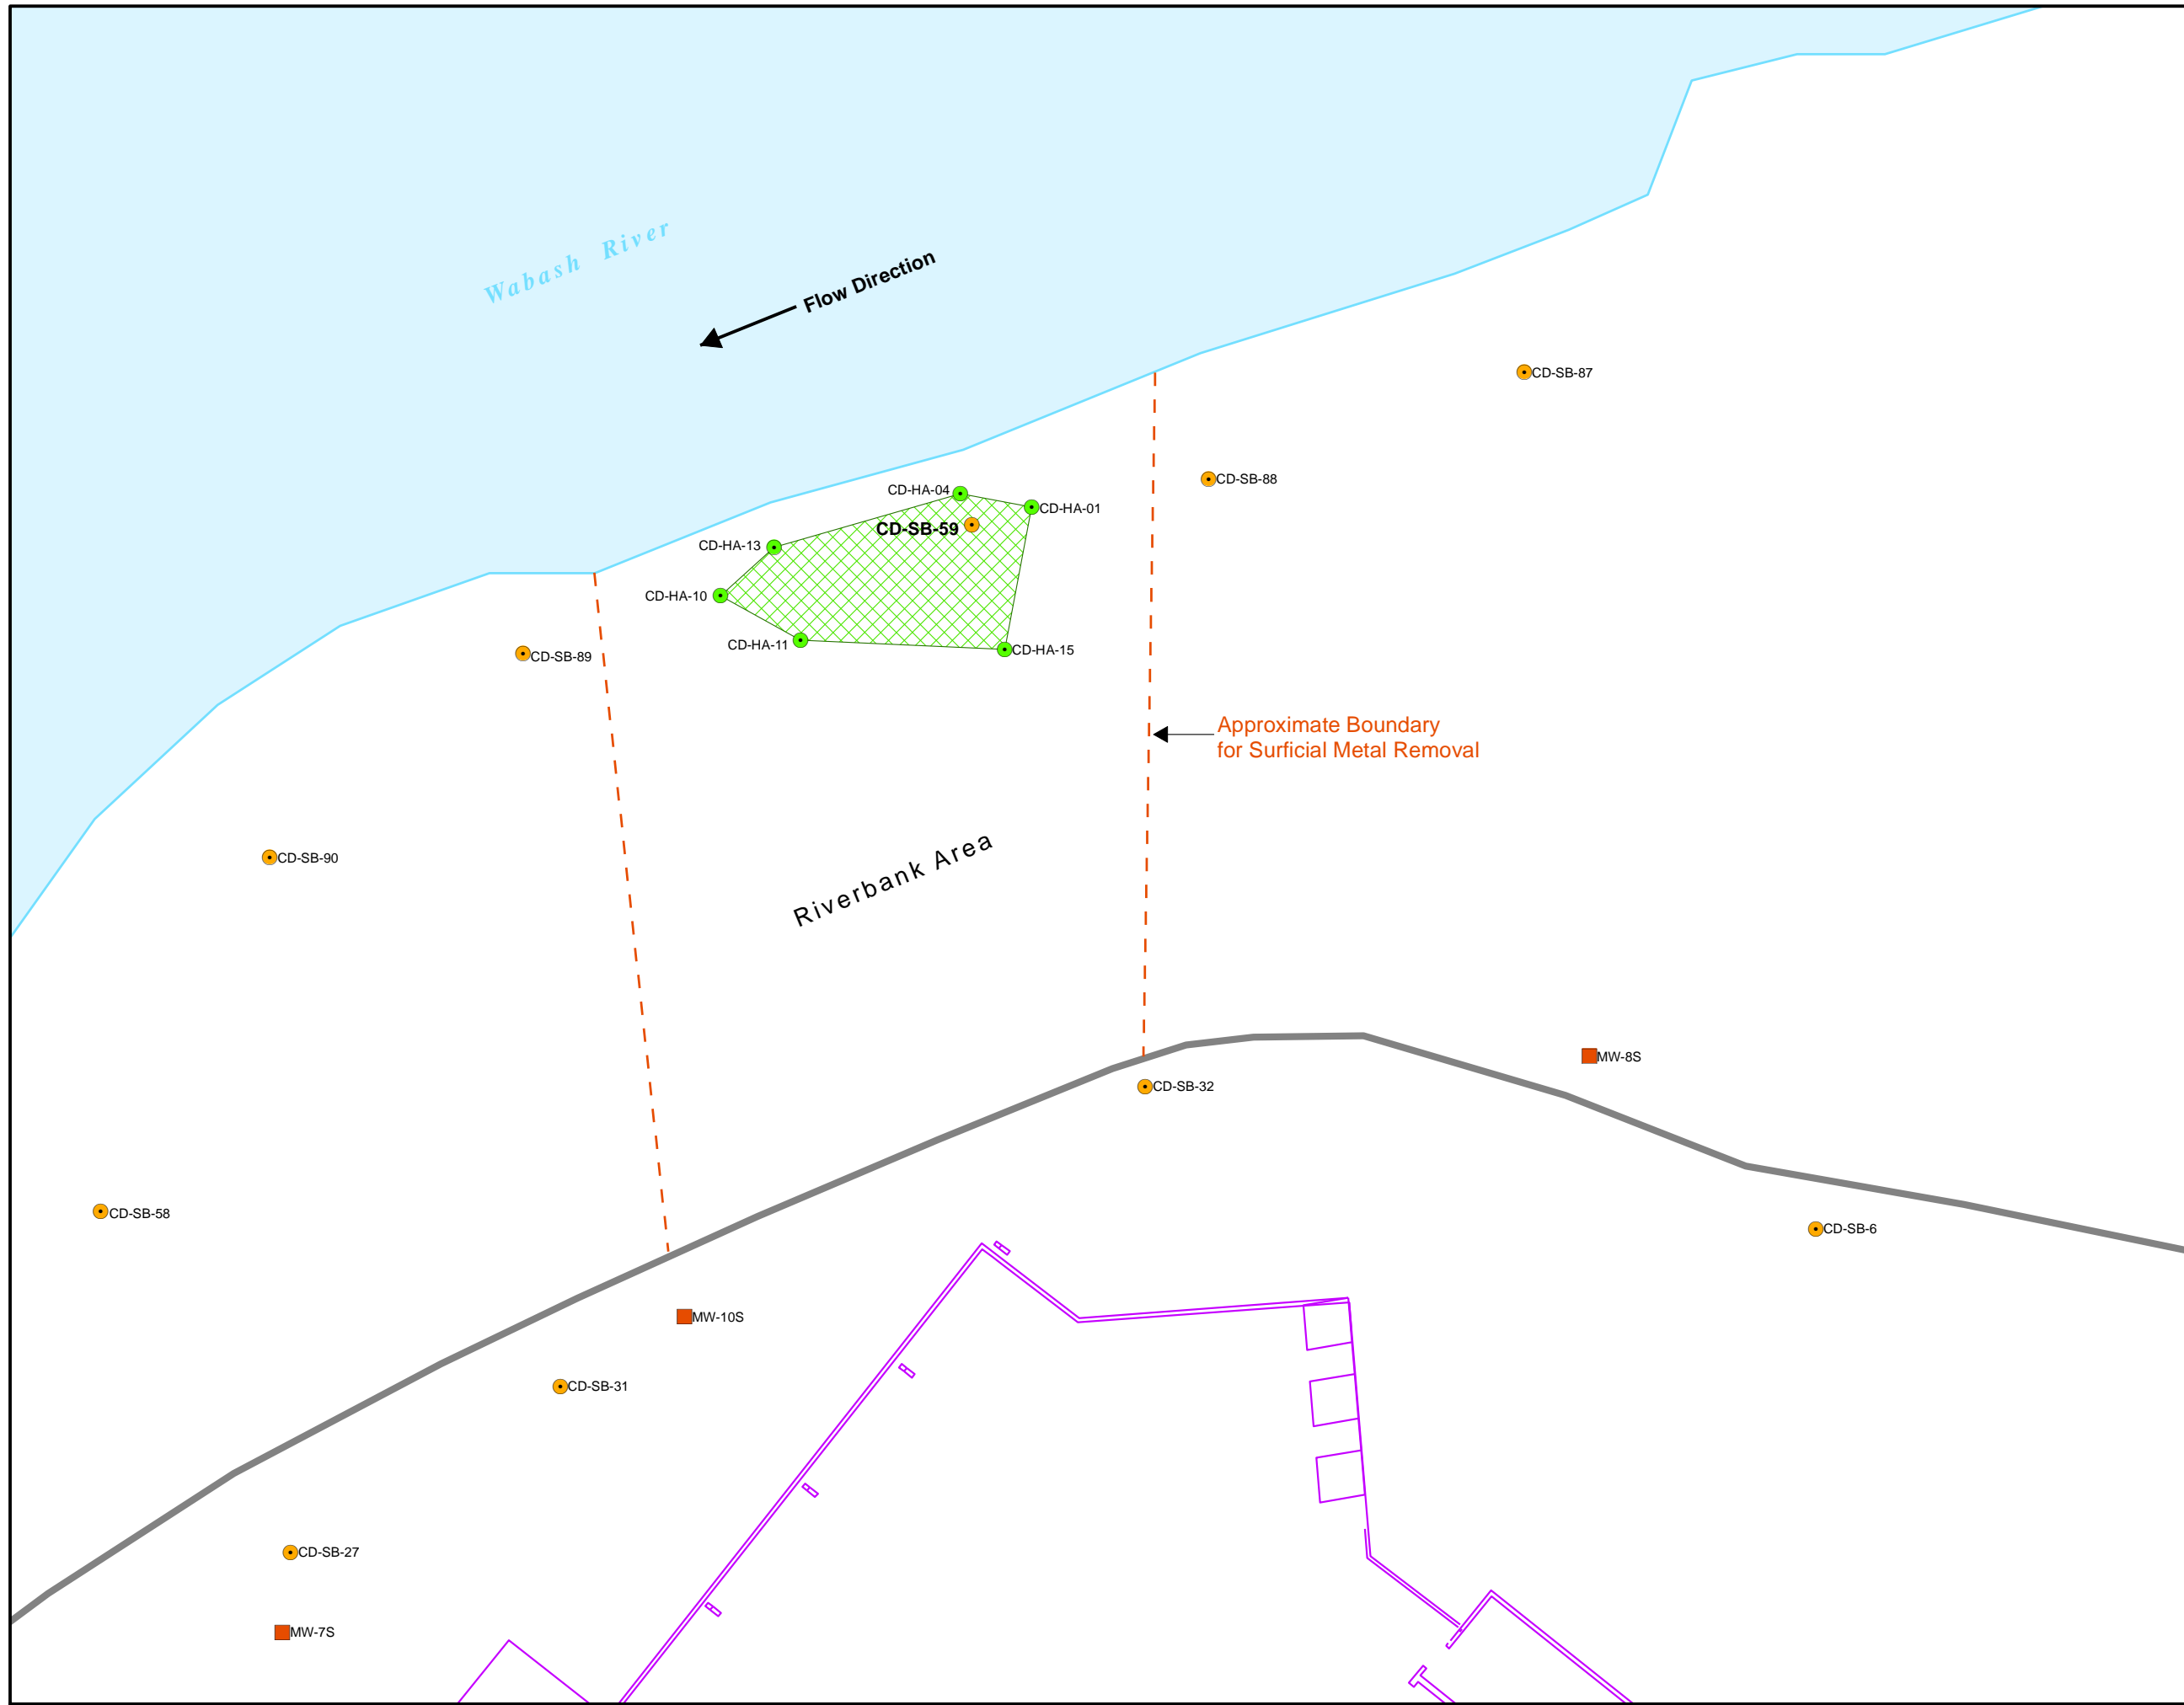 Wabash River
Flow Direction
CD-SB-87
CD-SB-88
CD-HA-04
CD-HA-01
CD-SB-59
CD-HA-13
CD-HA-10
CD-HA-11
CD-HA-15
CD-SB-89
Approximate Boundary
for Surficial Metal Removal
CD-SB-90
Riverbank Area
MW-8S
CD-SB-32
CD-SB-58
CD-SB-6
MW-10S
CD-SB-31
CD-SB-27
MW-7S